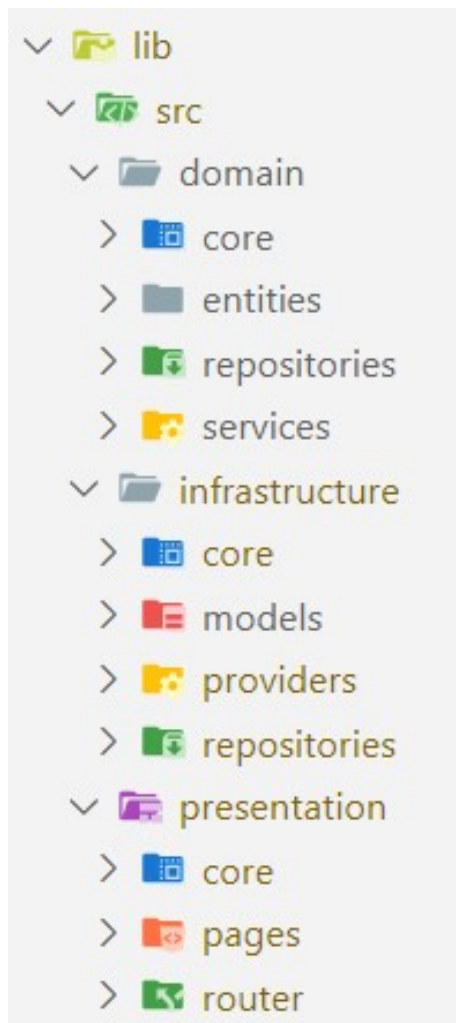 lib
src
domain
core
entities
repositories
services
infrastructure
core
models
providers
repositories
presentation
core
pages
router